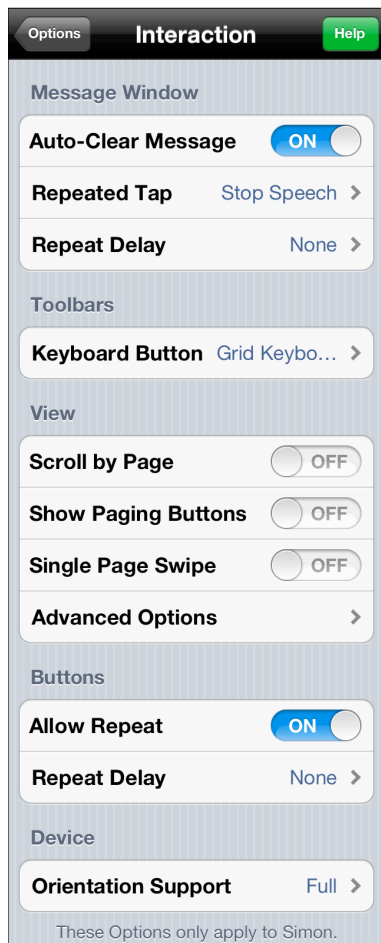 Options Interaction Help
Message Window
Auto-Clear Message ON
Repeated Tap Stop Speech
Repeat Delay None
Toolbars
Keyboard Button Grid Keybo...
View
Scroll by Page OFF
Show Paging Buttons OFF
Single Page Swipe OFF
Advanced Options
Buttons
Allow Repeat ON
Repeat Delay None
Device
Orientation Support Full
These Options only apply to Simon.